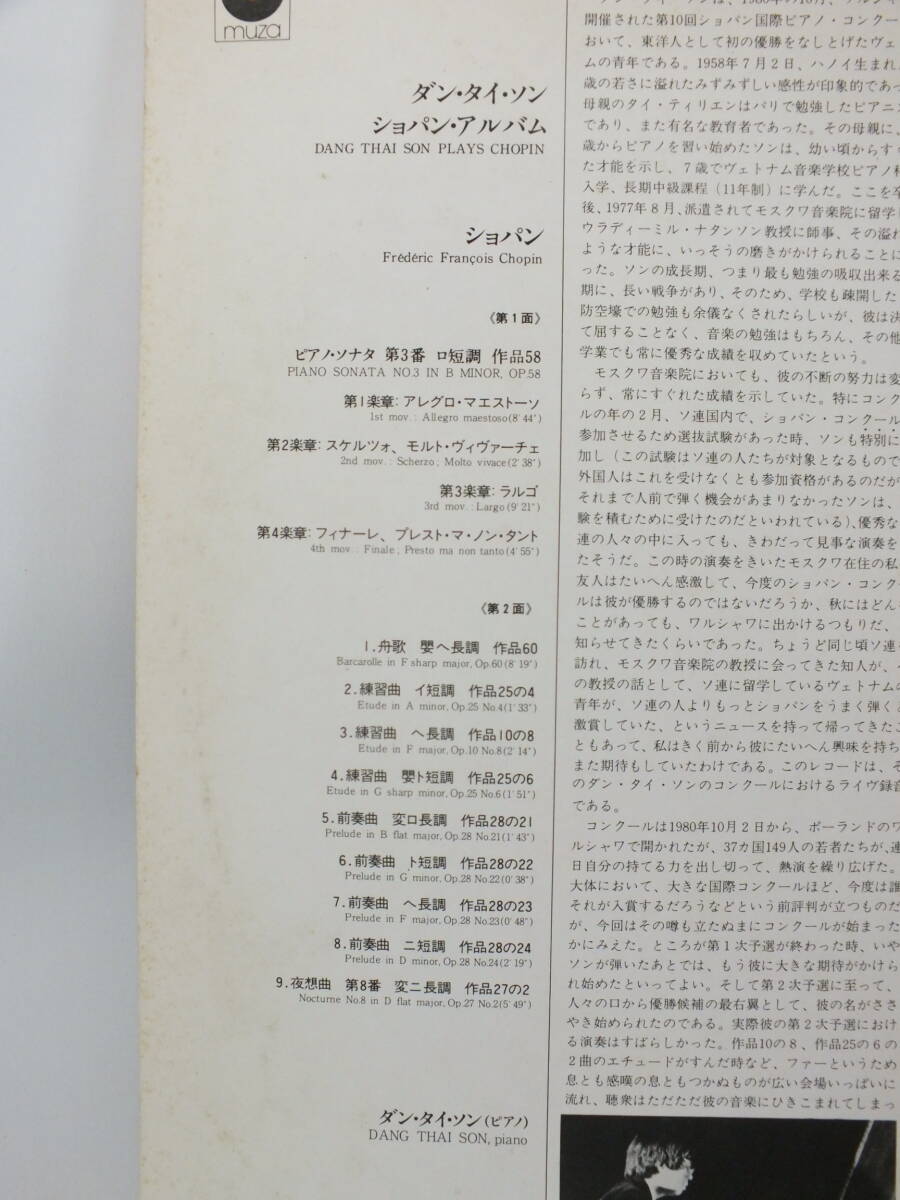 muza
ダン・タイ・ソン
ショパン・アルバム
DANG THAI SON PLAYS CHOPIN
ショパン
Frédéric François Chopin
《第1面》
ピアノ・ソナタ 第3番 ロ短調 作品58
PIANO SONATA NO.3 IN B MINOR, OP.58
第1楽章: アレグロ・マエストーソ
1st mov.: Allegro maestoso(8'44")
第2楽章: スケルツォ、モルト・ヴィヴァーチェ
2nd mov.: Scherzo; Molto vivace(2'38")
第3楽章: ラルゴ
3rd mov.: Largo(9'21")
第4楽章: フィナーレ、プレスト・マ・ノン・タント
4th mov.: Finale; Presto ma non tanto(4'55")
《第2面》
1.舟歌 嬰ヘ長調 作品60
Barcarolle in F sharp major, Op.60(8'19")
2.練習曲 イ短調 作品25の4
Etude in A minor, Op.25 No.4(1'33")
3.練習曲 ヘ長調 作品10の8
Etude in F major, Op.10 No.8(2'14")
4.練習曲 嬰ト短調 作品25の6
Etude in G sharp minor, Op.25 No.6(1'51")
5.前奏曲 変ロ長調 作品28の21
Prelude in B flat major, Op.28 No.21(1'43")
6.前奏曲 ト短調 作品28の22
Prelude in G minor, Op.28 No.22(0'38")
7.前奏曲 ヘ長調 作品28の23
Prelude in F major, Op.28 No.23(0'48")
8.前奏曲 ニ短調 作品28の24
Prelude in D minor, Op.28 No.24(2'19")
9.夜想曲 第8番 変ニ長調 作品27の2
Nocturne No.8 in D flat major, Op.27 No.2(5'49")
ダン・タイ・ソン(ピアノ)
DANG THAI SON, piano
開催された第10回ショパン国際ピアノ・コンクー
おいて、東洋人として初の優勝をなしとげたヴェ
ムの青年である。1958年7月2日、ハノイ生まれ
歳の若さに溢れたみずみずしい感性が印象的であっ
母親のタイ・ティリエンはパリで勉強したピアニス
であり、また有名な教育者であった。その母親に、
歳からピアノを習い始めたソンは、幼い頃からす
た才能を示し、7歳でヴェトナム音楽学校ピアノ科
入学、長期中級課程(11年制)に学んだ。ここを卒
後、1977年8月、派遣されてモスクワ音楽院に留学し
ウラディーミル・ナタンソン教授に師事、その溢れ
ような才能に、いっそうの磨きがかけられることに
った。ソンの成長期、つまり最も勉強の吸収出来る
期に、長い戦争があり、そのため、学校も疎開した
防空壕での勉強も余儀なくされたらしいが、彼は決
て屈することなく、音楽の勉強はもちろん、その他
学業でも常に優秀な成績を収めていたという。
モスクワ音楽院においても、彼の不断の努力は変
らず、常にすぐれた成績を示していた。特にコンク
ルの年の2月、ソ連国内で、ショパン・コンクール
参加させるため選抜試験があった時、ソンも特別に
加し(この試験はソ連の人たちが対象となるもので
外国人はこれを受けなくとも参加資格があるのだが
それまで人前で弾く機会があまりなかったソンは、
験を積むために受けたのだといわれている)、優秀な
連の人々の中に入っても、きわだって見事な演奏を
たそうだ。この時の演奏をきいたモスクワ在住の私
友人はたいへん感激して、今度のショパン・コンク
ルは彼が優勝するのではないだろうか、秋にはどん
ことがあっても、ワルシャワに出かけるつもりだ、
知らせてきたくらいであった。ちょうど同じ頃ソ連を
訪れ、モスクワ音楽院の教授に会ってきた知人が、そ
の教授の話として、ソ連に留学しているヴェトナムの
青年が、ソ連の人よりもっとショパンをうまく弾くと
激賞していた、というニュースを持って帰ってきたこ
ともあって、私はきく前から彼にたいへん興味を持ち
また期待もしていたわけである。このレコードは、そ
のダン・タイ・ソンのコンクールにおけるライヴ録音
である。
コンクールは1980年10月2日から、ポーランドのワ
ルシャワで開かれたが、37カ国149人の若者たちが、連
日自分の持てる力を出し切って、熱演を繰り広げた。
大体において、大きな国際コンクールほど、今度は誰
それが入賞するだろうなどという前評判が立つものだ
が、今回はその噂も立たぬまにコンクールが始まった
かにみえた。ところが第1次予選が終わった時、いや
ソンが弾いたあとでは、もう彼に大きな期待がかけら
れ始めたといってよい。そして第2次予選に至って、
人々の口から優勝候補の最右翼として、彼の名がささ
やき始められたのである。実際彼の第2次予選におけ
る演奏はすばらしかった。作品10の8、作品25の6の
2曲のエチュードがすんだ時など、ファーというため
息とも感嘆の息ともつかぬものが広い会場いっぱいに
流れ、聴衆はただただ彼の音楽にひきこまれてしまっ